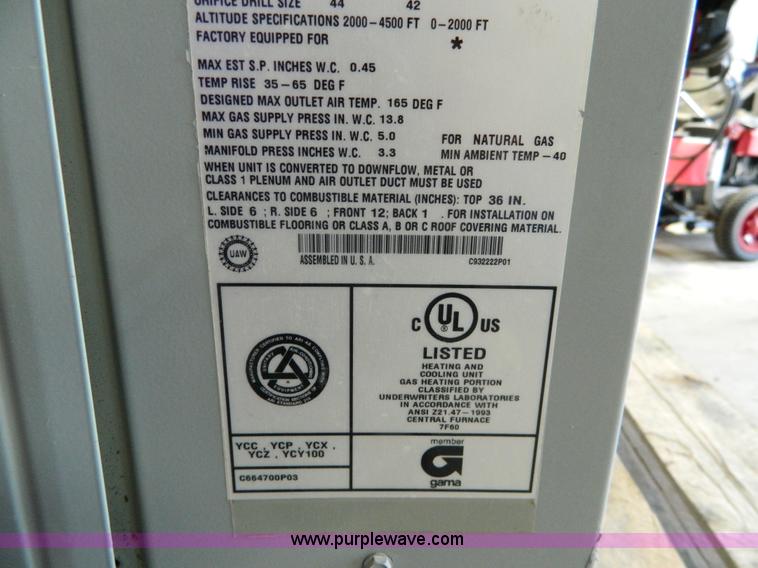 ORIFICE DRILL SIZE 44 42
ALTITUDE SPECIFICATIONS 2000-4500 FT 0-2000 FT
FACTORY EQUIPPED FOR *
MAX EST S.P. INCHES W.C. 0.45
TEMP RISE 35-65 DEG F
DESIGNED MAX OUTLET AIR TEMP. 165 DEG F
MAX GAS SUPPLY PRESS IN. W.C. 13.8
MIN GAS SUPPLY PRESS IN. W.C. 5.0 FOR NATURAL GAS
MANIFOLD PRESS INCHES W.C. 3.3 MIN AMBIENT TEMP -40
WHEN UNIT IS CONVERTED TO DOWNFLOW, METAL OR
CLASS 1 PLENUM AND AIR OUTLET DUCT MUST BE USED
CLEARANCES TO COMBUSTIBLE MATERIAL (INCHES): TOP 36 IN.
L. SIDE 6 ; R. SIDE 6 ; FRONT 12; BACK 1 . FOR INSTALLATION ON
COMBUSTIBLE FLOORING OR CLASS A, B OR C ROOF COVERING MATERIAL.
UAW
ASSEMBLED IN U. S. A. C932222P01
C UL US
LISTED
HEATING AND
COOLING UNIT
GAS HEATING PORTION
CLASSIFIED BY
UNDERWRITERS LABORATORIES
IN ACCORDANCE WITH
ANSI Z21.47-1993
CENTRAL FURNACE
7F60
YCC , YCP , YCX ,
YCZ , YCY100
C664700P03
member
G
gama
www.purplewave.com